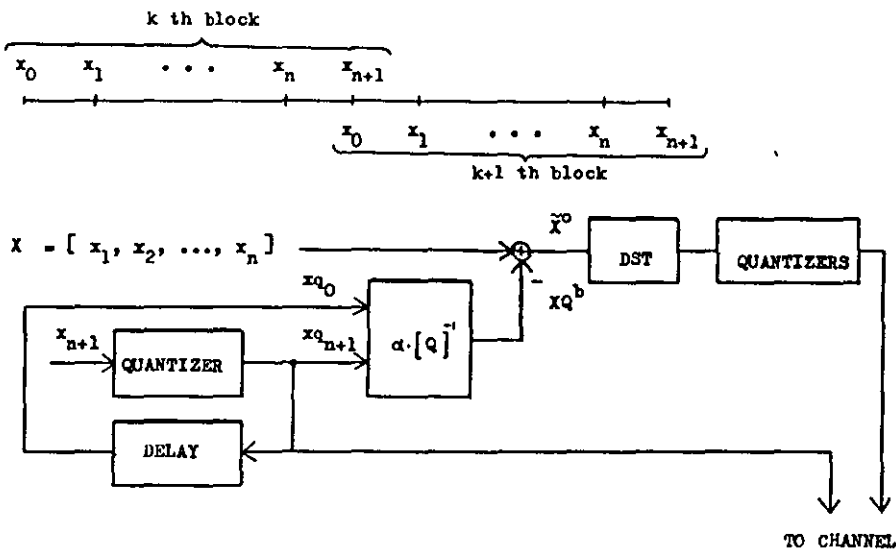 k th block
x0 x1 . . . xn xn+1
x0 x1 . . . xn xn+1
k+1 th block
X = [ x1, x2, ..., xn ]
+
X̃°
DST
QUANTIZERS
−
XQᵇ
xq0
α·[Q]⁻¹
xn+1
QUANTIZER
xqn+1
DELAY
TO CHANNEL